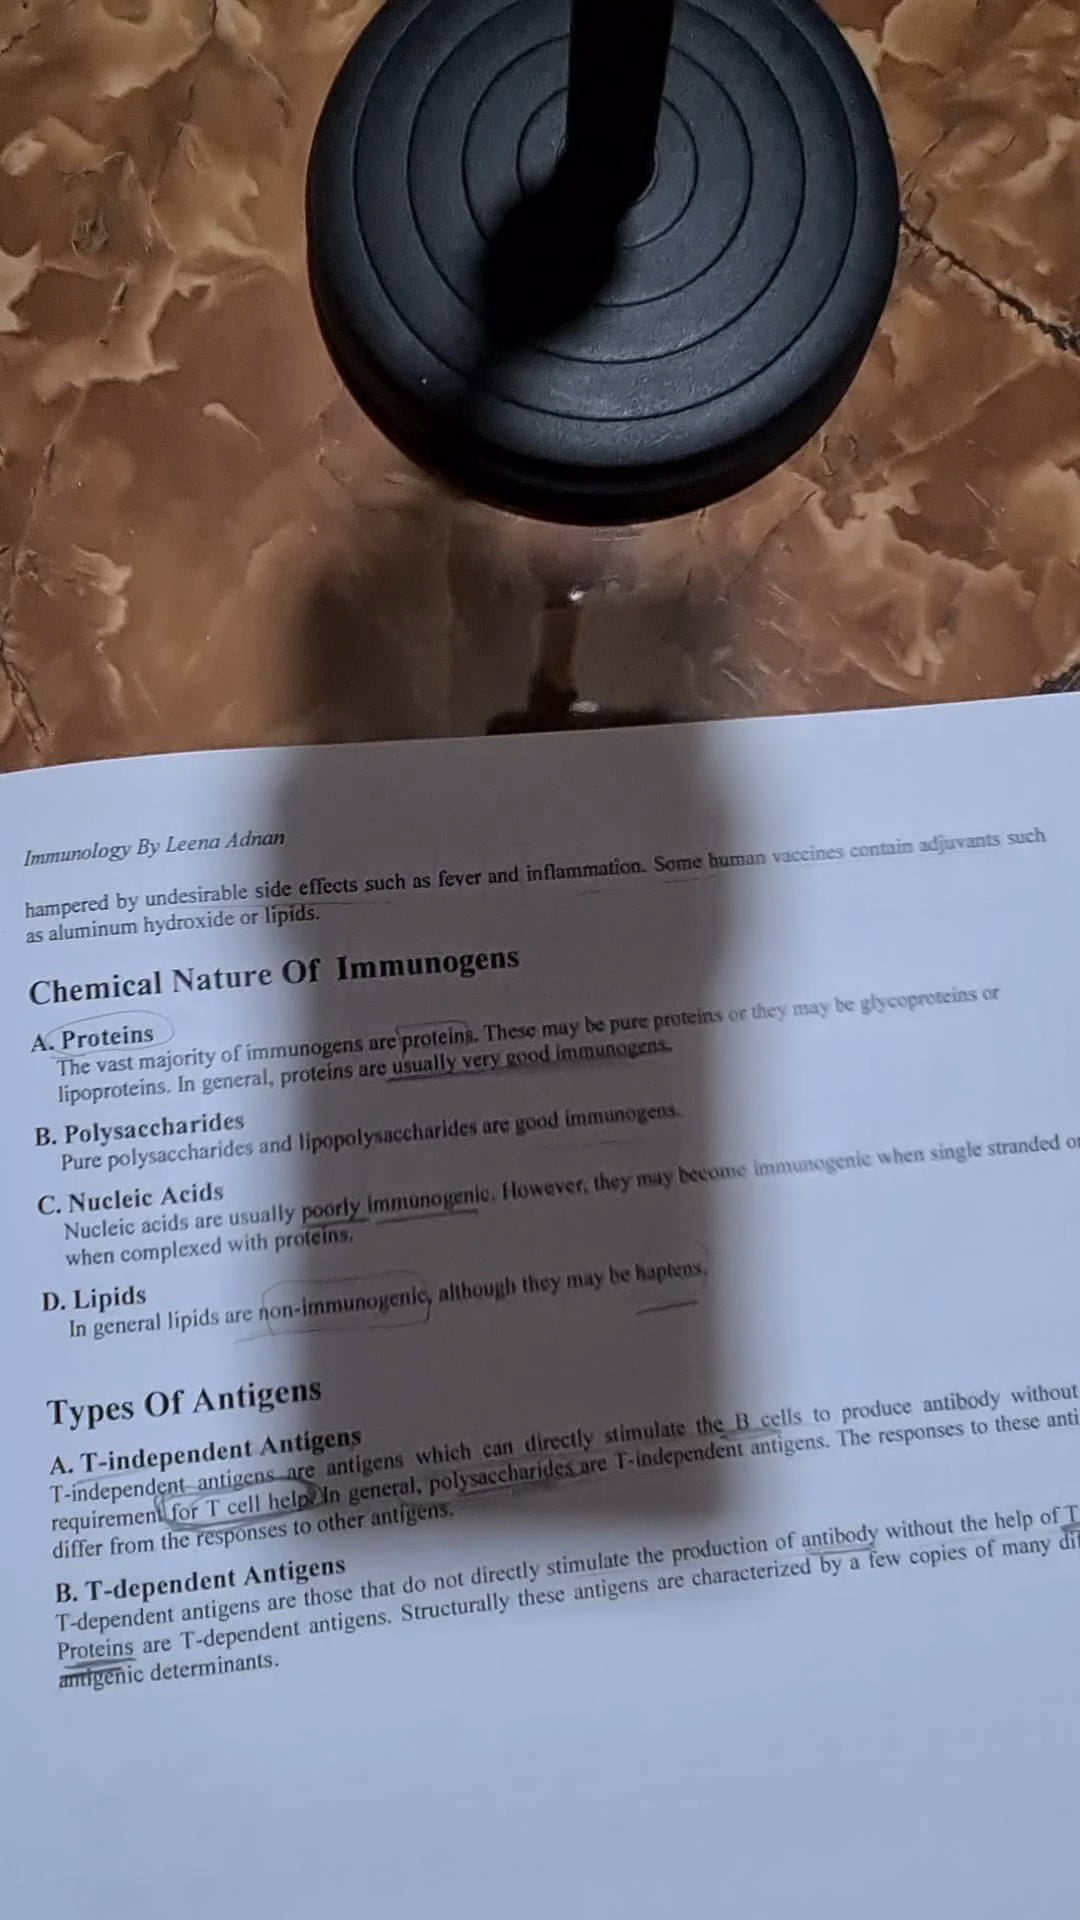 Immunology By Leena Adnan
hampered by undesirable side effects such as fever and inflammation. Some human vaccines contain adjuvants such
as aluminum hydroxide or lipids.
Chemical Nature Of Immunogens
A. Proteins
The vast majority of immunogens are proteins. These may be pure proteins or they may be glycoproteins or
lipoproteins. In general, proteins are usually very good immunogens.
B. Polysaccharides
Pure polysaccharides and lipopolysaccharides are good immunogens.
C. Nucleic Acids
Nucleic acids are usually poorly immunogenic. However, they may become immunogenic when single stranded or
when complexed with proteins.
D. Lipids
In general lipids are non-immunogenic, although they may be haptens.
Types Of Antigens
A. T-independent Antigens
T-independent antigens are antigens which can directly stimulate the B cells to produce antibody without
requirement for T cell help. In general, polysaccharides are T-independent antigens. The responses to these anti
differ from the responses to other antigens.
B. T-dependent Antigens
T-dependent antigens are those that do not directly stimulate the production of antibody without the help of T
Proteins are T-dependent antigens. Structurally these antigens are characterized by a few copies of many dif
antigenic determinants.